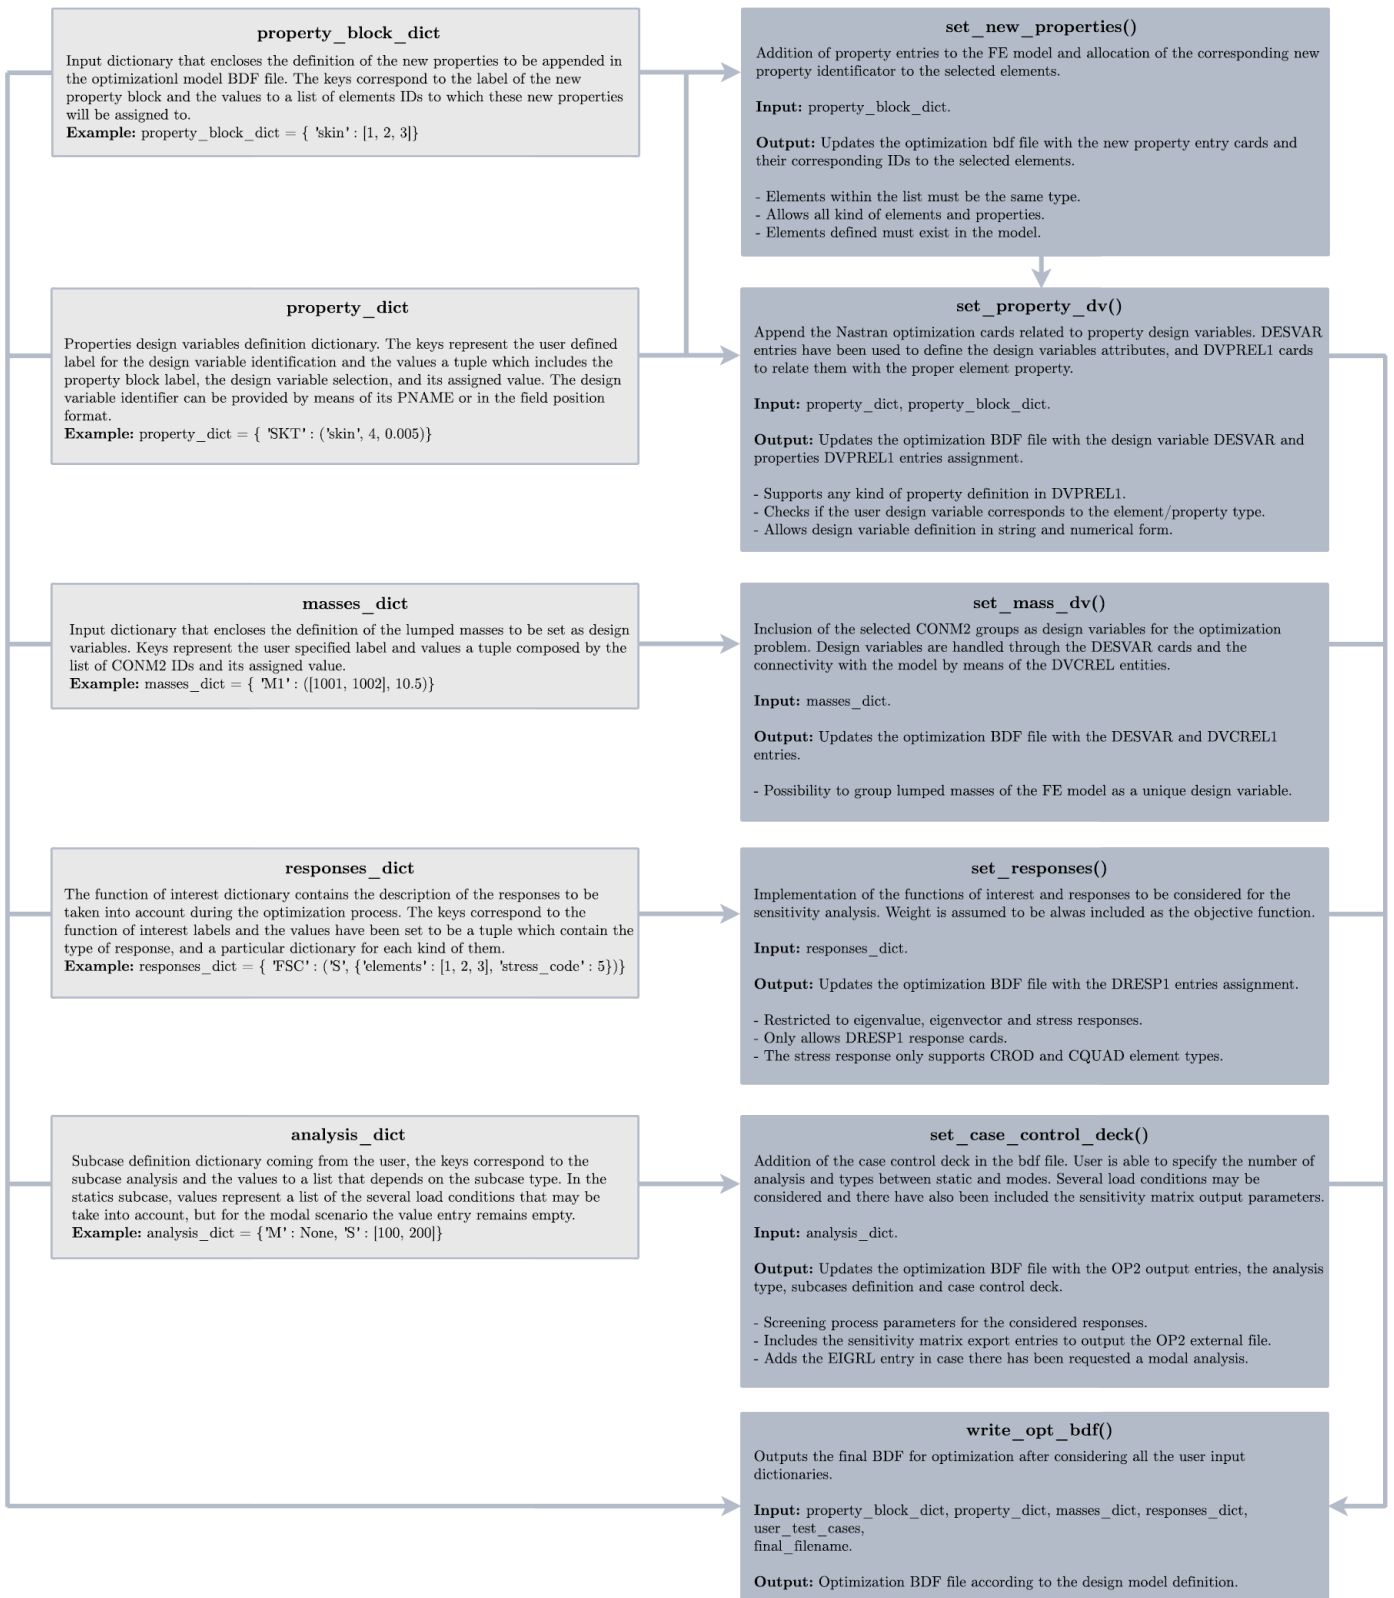 property_block_dict
Input dictionary that encloses the definition of the new properties to be appended in
the optimizationl model BDF file. The keys correspond to the label of the new
property block and the values to a list of elements IDs to which these new properties
will be assigned to.
Example: property_block_dict = { 'skin' : [1, 2, 3]}
set_new_properties()
Addition of property entries to the FE model and allocation of the corresponding new
property identificator to the selected elements.
Input: property_block_dict.
Output: Updates the optimization bdf file with the new property entry cards and
their corresponding IDs to the selected elements.
- Elements within the list must be the same type.
- Allows all kind of elements and properties.
- Elements defined must exist in the model.
property_dict
Properties design variables definition dictionary. The keys represent the user defined
label for the design variable identification and the values a tuple which includes the
property block label, the design variable selection, and its assigned value. The design
variable identifier can be provided by means of its PNAME or in the field position
format.
Example: property_dict = { 'SKT' : ('skin', 4, 0.005)}
set_property_dv()
Append the Nastran optimization cards related to property design variables. DESVAR
entries have been used to define the design variables attributes, and DVPREL1 cards
to relate them with the proper element property.
Input: property_dict, property_block_dict.
Output: Updates the optimization BDF file with the design variable DESVAR and
properties DVPREL1 entries assignment.
- Supports any kind of property definition in DVPREL1.
- Checks if the user design variable corresponds to the element/property type.
- Allows design variable definition in string and numerical form.
masses_dict
Input dictionary that encloses the definition of the lumped masses to be set as design
variables. Keys represent the user specified label and values a tuple composed by the
list of CONM2 IDs and its assigned value.
Example: masses_dict = { 'M1' : ([1001, 1002], 10.5)}
set_mass_dv()
Inclusion of the selected CONM2 groups as design variables for the optimization
problem. Design variables are handled through the DESVAR cards and the
connectivity with the model by means of the DVCREL entities.
Input: masses_dict.
Output: Updates the optimization BDF file with the DESVAR and DVCREL1
entries.
- Possibility to group lumped masses of the FE model as a unique design variable.
responses_dict
The function of interest dictionary contains the description of the responses to be
taken into account during the optimization process. The keys correspond to the
function of interest labels and the values have been set to be a tuple which contain the
type of response, and a particular dictionary for each kind of them.
Example: responses_dict = { 'FSC' : ('S', {'elements' : [1, 2, 3], 'stress_code' : 5})}
set_responses()
Implementation of the functions of interest and responses to be considered for the
sensitivity analysis. Weight is assumed to be alwas included as the objective function.
Input: responses_dict.
Output: Updates the optimization BDF file with the DRESP1 entries assignment.
- Restricted to eigenvalue, eigenvector and stress responses.
- Only allows DRESP1 response cards.
- The stress response only supports CROD and CQUAD element types.
analysis_dict
Subcase definition dictionary coming from the user, the keys correspond to the
subcase analysis and the values to a list that depends on the subcase type. In the
statics subcase, values represent a list of the several load conditions that may be
take into account, but for the modal scenario the value entry remains empty.
Example: analysis_dict = {'M' : None, 'S' : [100, 200]}
set_case_control_deck()
Addition of the case control deck in the bdf file. User is able to specify the number of
analysis and types between static and modes. Several load conditions may be
considered and there have also been included the sensitivity matrix output parameters.
Input: analysis_dict.
Output: Updates the optimization BDF file with the OP2 output entries, the analysis
type, subcases definition and case control deck.
- Screening process parameters for the considered responses.
- Includes the sensitivity matrix export entries to output the OP2 external file.
- Adds the EIGRL entry in case there has been requested a modal analysis.
write_opt_bdf()
Outputs the final BDF for optimization after considering all the user input
dictionaries.
Input: property_block_dict, property_dict, masses_dict, responses_dict,
user_test_cases,
final_filename.
Output: Optimization BDF file according to the design model definition.